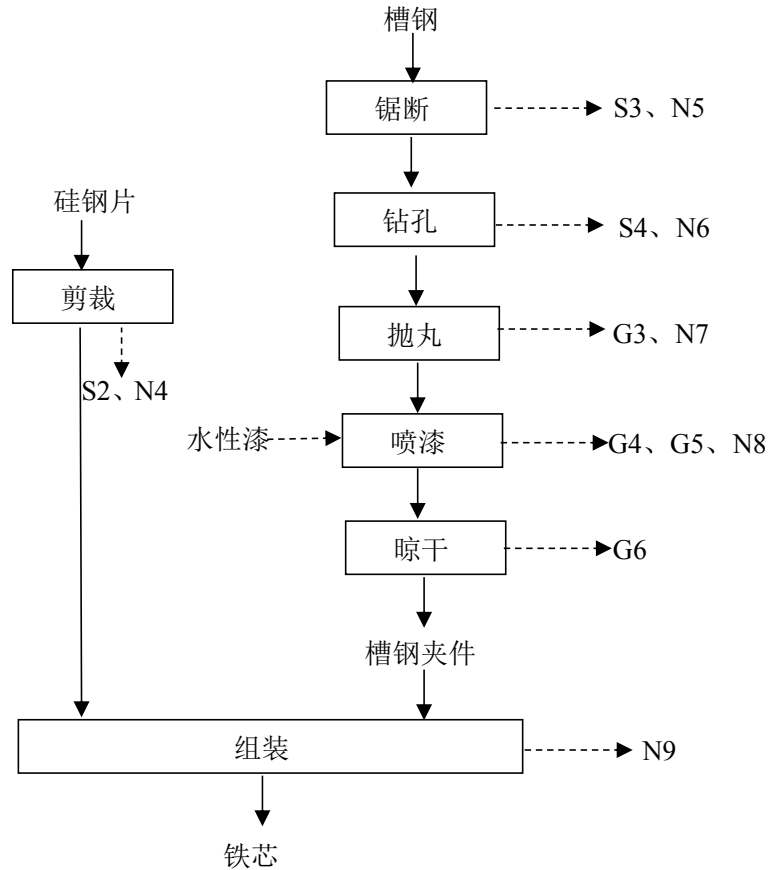 槽钢
锯断
S3、N5
硅钢片
钻孔
S4、N6
剪裁
抛丸
G3、N7
S2、N4
水性漆
喷漆
G4、G5、N8
晾干
G6
槽钢夹件
组装
N9
铁芯